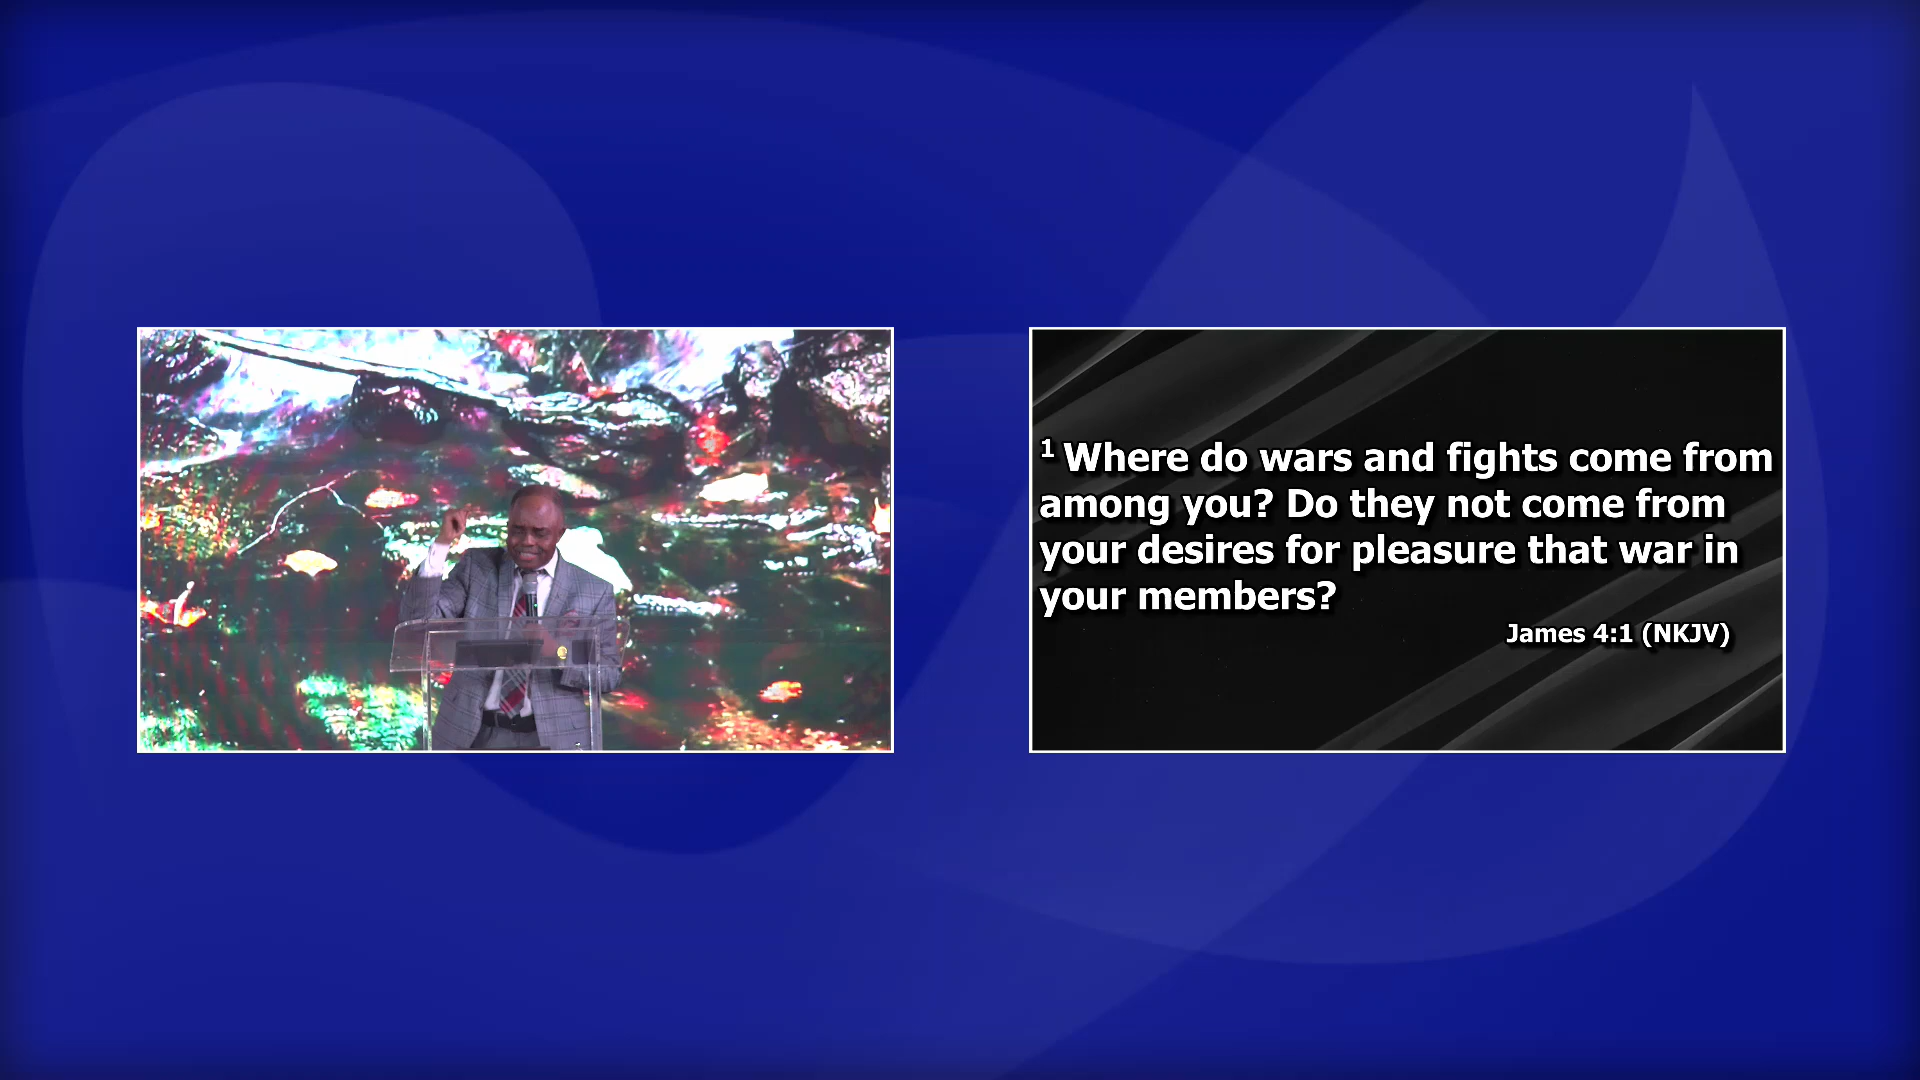 1 Where do wars and fights come from
among you? Do they not come from
your desires for pleasure that war in
your members?
James 4:1 (NKJV)